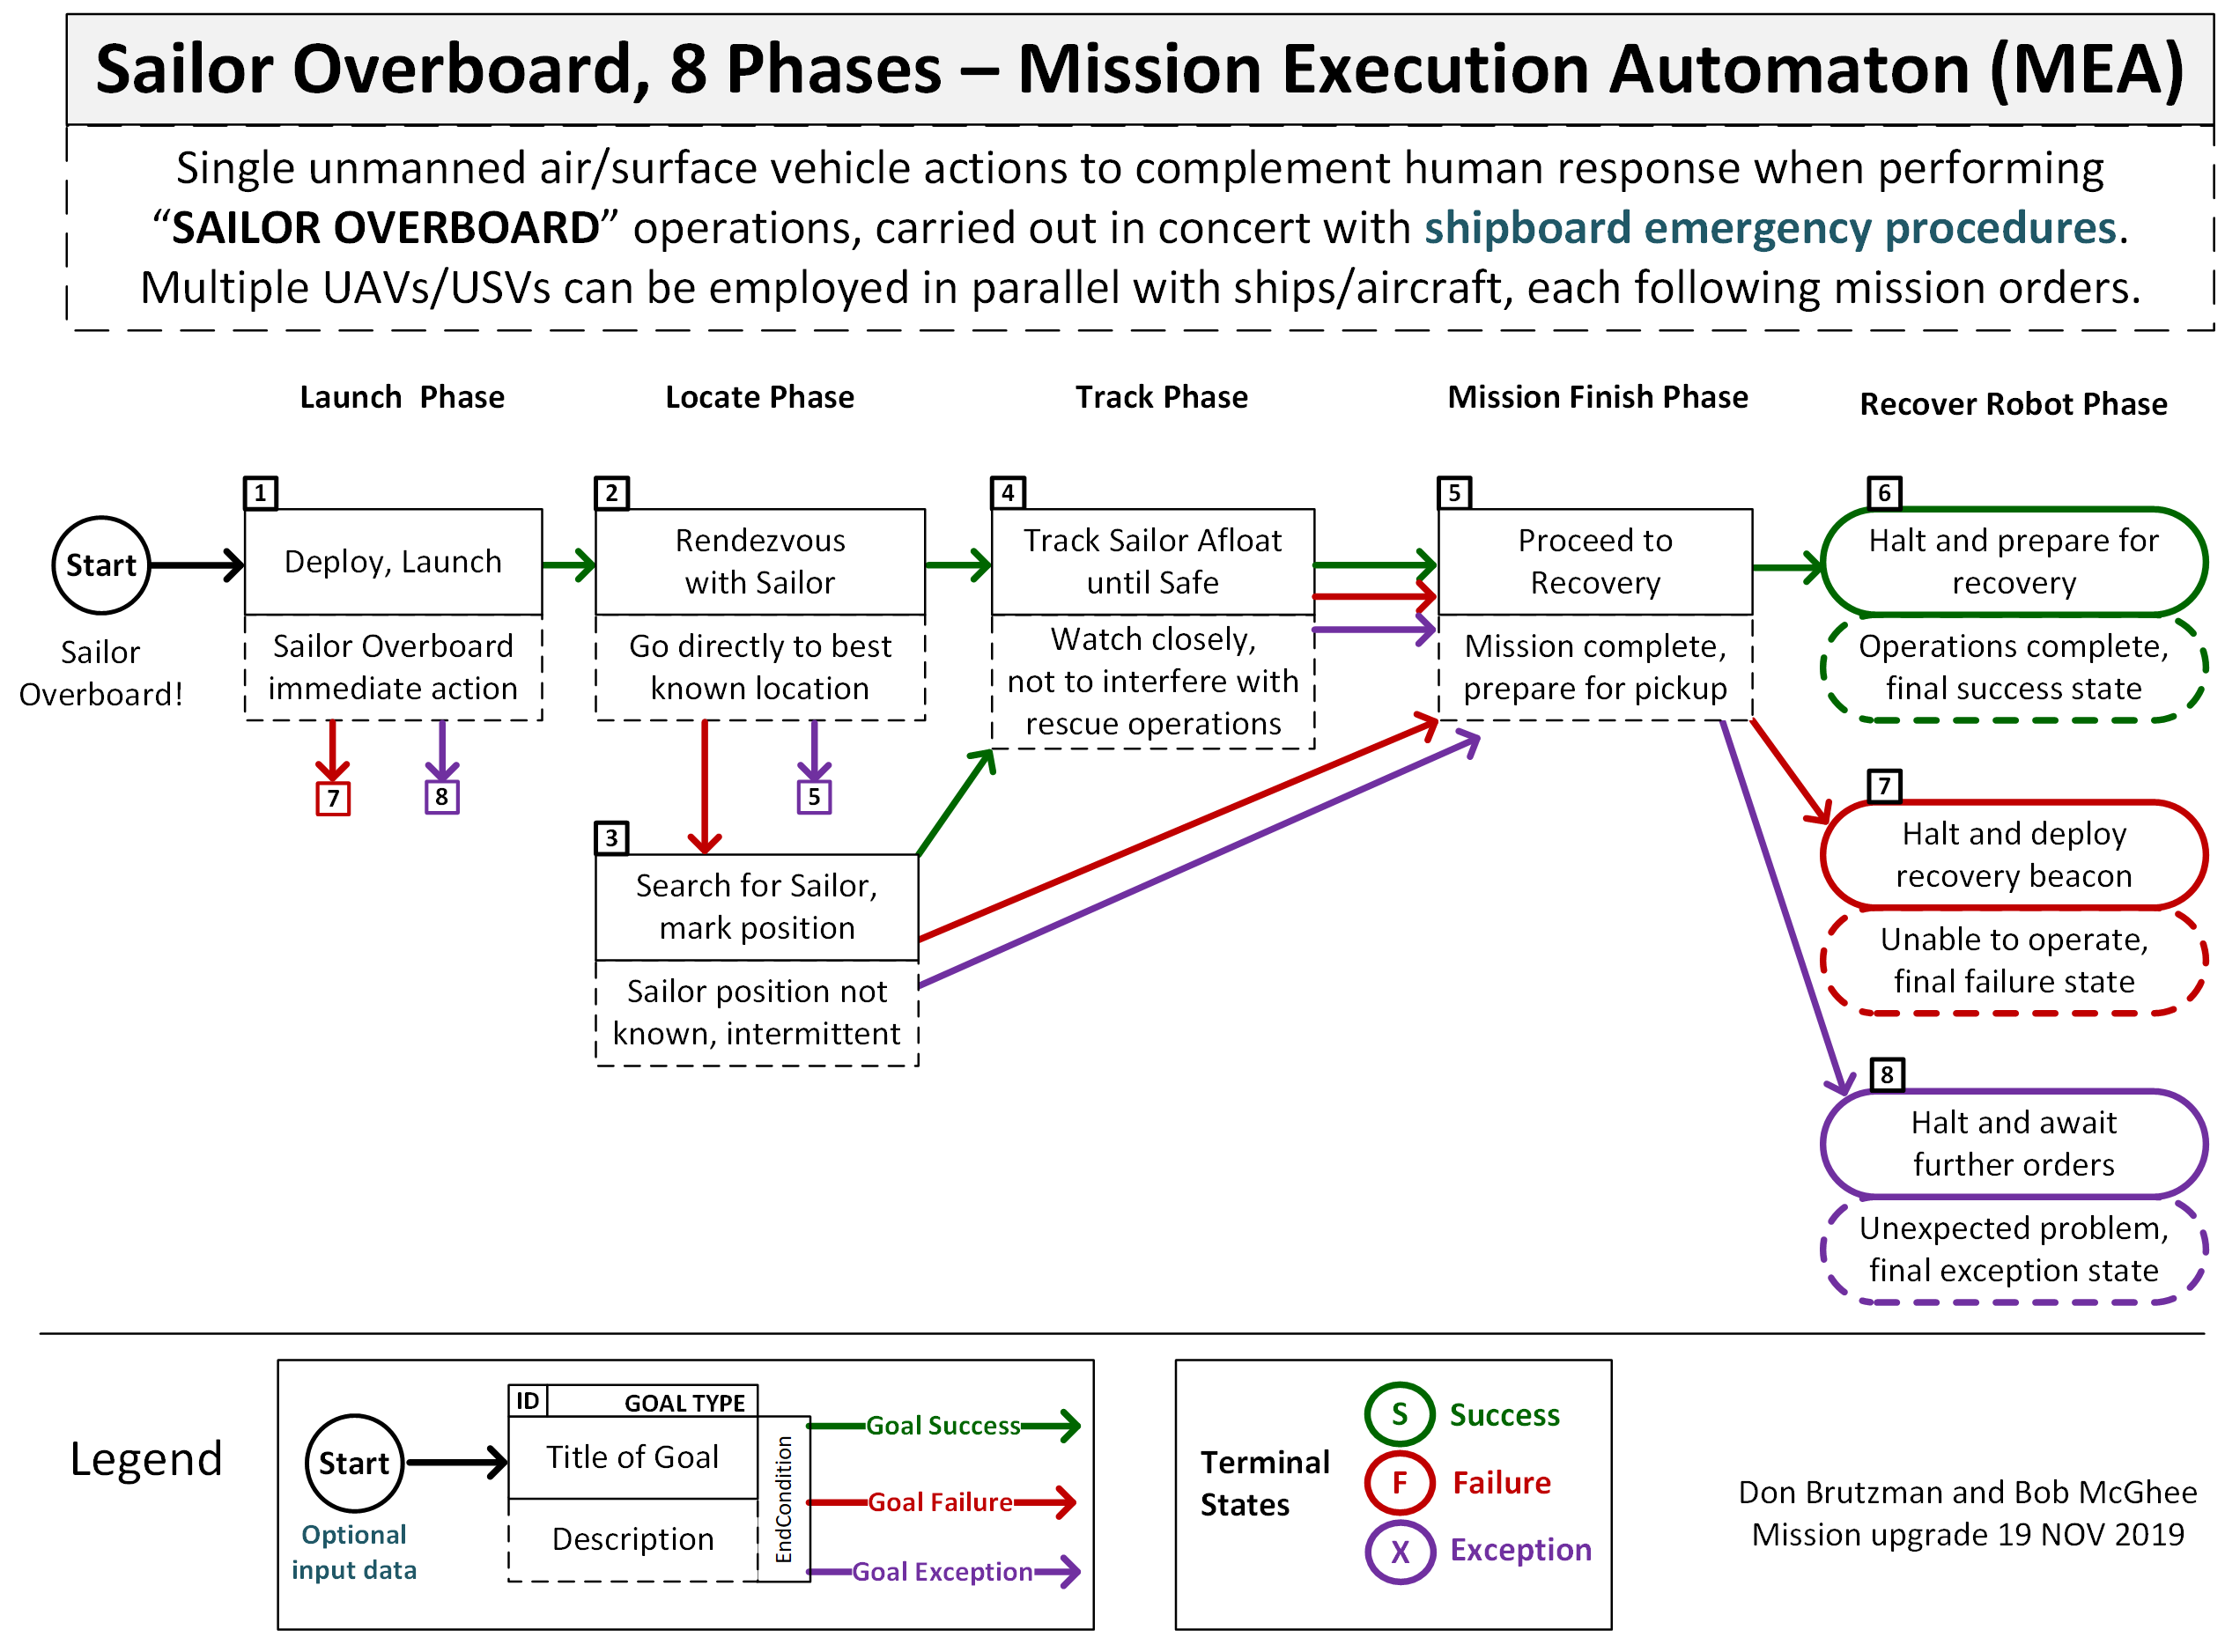 Sailor Overboard, 8 Phases – Mission Execution Automaton (MEA)
Single unmanned air/surface vehicle actions to complement human response when performing
“SAILOR OVERBOARD” operations, carried out in concert with shipboard emergency procedures.
Multiple UAVs/USVs can be employed in parallel with ships/aircraft, each following mission orders.
Launch Phase
Locate Phase
Track Phase
Mission Finish Phase
Recover Robot Phase
Start
Sailor
Overboard!
1
Deploy, Launch
Sailor Overboard
immediate action
7
8
2
Rendezvous
with Sailor
Go directly to best
known location
5
3
Search for Sailor,
mark position
Sailor position not
known, intermittent
4
Track Sailor Afloat
until Safe
Watch closely,
not to interfere with
rescue operations
5
Proceed to
Recovery
Mission complete,
prepare for pickup
6
Halt and prepare for
recovery
Operations complete,
final success state
7
Halt and deploy
recovery beacon
Unable to operate,
final failure state
8
Halt and await
further orders
Unexpected problem,
final exception state
Legend
Start
Optional
input data
ID
GOAL TYPE
Title of Goal
Description
EndCondition
Goal Success
Goal Failure
Goal Exception
Terminal
States
S
Success
F
Failure
X
Exception
Don Brutzman and Bob McGhee
Mission upgrade 19 NOV 2019